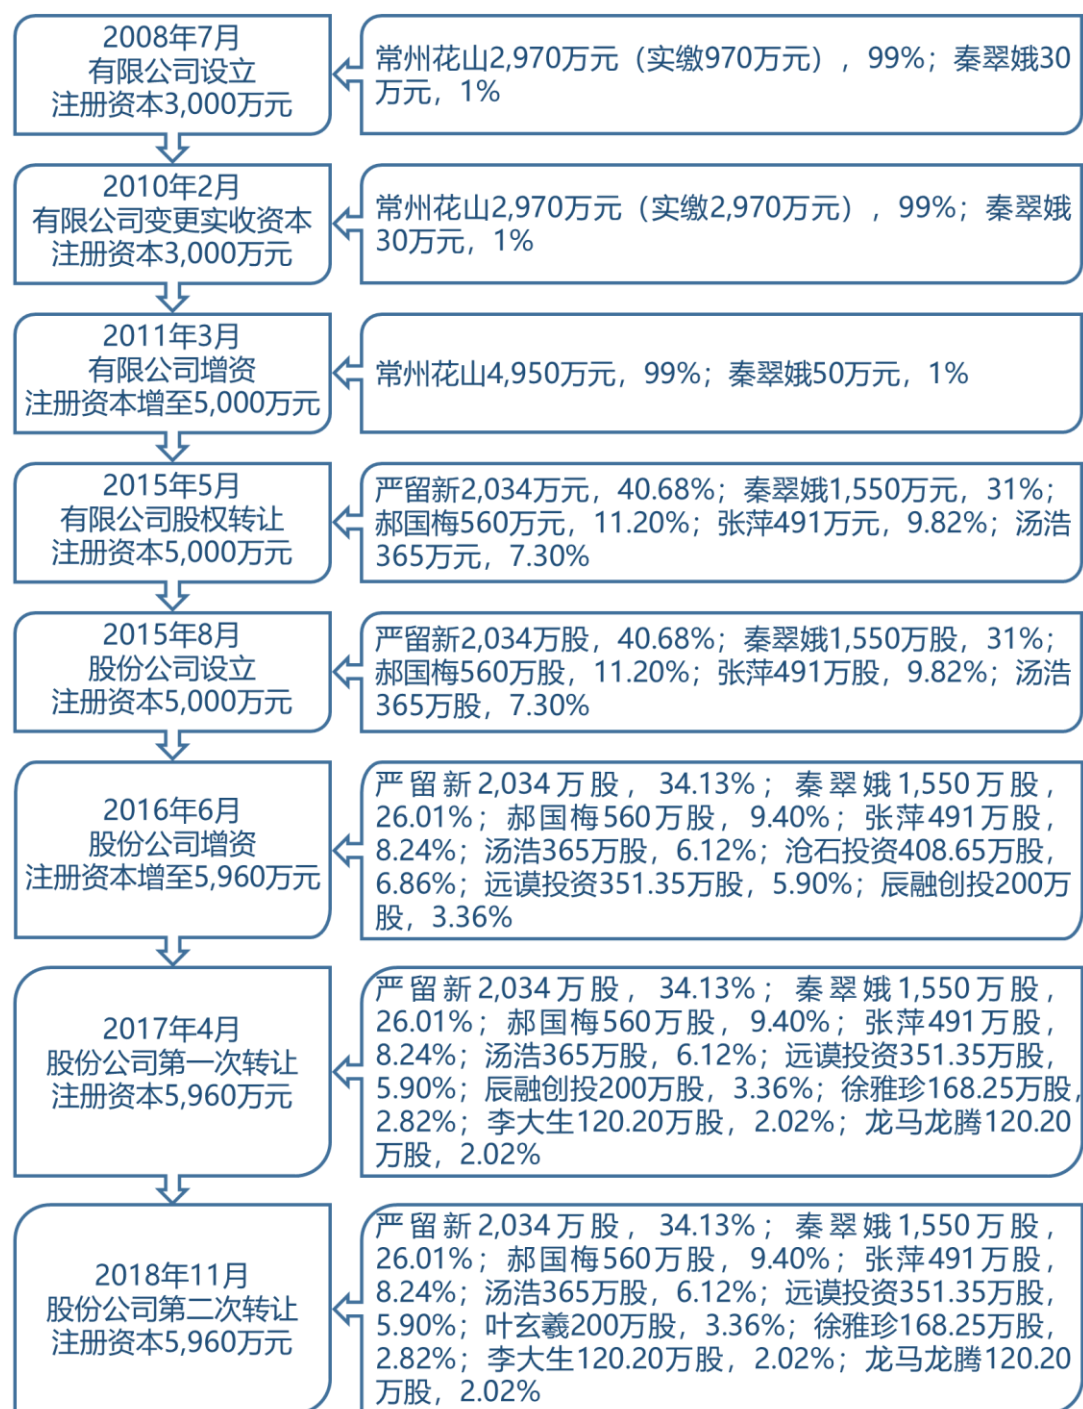 2008年7月
有限公司设立
注册资本3,000万元
常州花山2,970万元（实缴970万元），99%；秦翠娥30
万元，1%
2010年2月
有限公司变更实收资本
注册资本3,000万元
常州花山2,970万元（实缴2,970万元），99%；秦翠娥
30万元，1%
2011年3月
有限公司增资
注册资本增至5,000万元
常州花山4,950万元，99%；秦翠娥50万元，1%
2015年5月
有限公司股权转让
注册资本5,000万元
严留新2,034万元，40.68%；秦翠娥1,550万元，31%；
郝国梅560万元，11.20%；张萍491万元，9.82%；汤浩
365万元，7.30%
2015年8月
股份公司设立
注册资本5,000万元
严留新2,034万股，40.68%；秦翠娥1,550万股，31%；
郝国梅560万股，11.20%；张萍491万股，9.82%；汤浩
365万股，7.30%
2016年6月
股份公司增资
注册资本增至5,960万元
严留新2,034万股，34.13%；秦翠娥1,550万股，
26.01%；郝国梅560万股，9.40%；张萍491万股，
8.24%；汤浩365万股，6.12%；沧石投资408.65万股，
6.86%；远谟投资351.35万股，5.90%；辰融创投200万
股，3.36%
2017年4月
股份公司第一次转让
注册资本5,960万元
严留新2,034万股，34.13%；秦翠娥1,550万股，
26.01%；郝国梅560万股，9.40%；张萍491万股，
8.24%；汤浩365万股，6.12%；远谟投资351.35万股，
5.90%；辰融创投200万股，3.36%；徐雅珍168.25万股，
2.82%；李大生120.20万股，2.02%；龙马龙腾120.20
万股，2.02%
2018年11月
股份公司第二次转让
注册资本5,960万元
严留新2,034万股，34.13%；秦翠娥1,550万股，
26.01%；郝国梅560万股，9.40%；张萍491万股，
8.24%；汤浩365万股，6.12%；远谟投资351.35万股，
5.90%；叶玄羲200万股，3.36%；徐雅珍168.25万股，
2.82%；李大生120.20万股，2.02%；龙马龙腾120.20
万股，2.02%